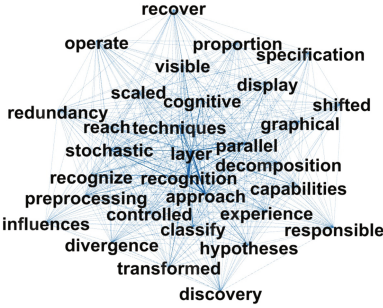 recover
operate
proportion
specification
visible
scaled
display
cognitive
shifted
redundancy
reach
techniques
graphical
stochastic
layer
parallel
decomposition
recognize
recognition
capabilities
preprocessing
approach
controlled
experience
influences
classify
responsible
divergence
hypotheses
transformed
discovery